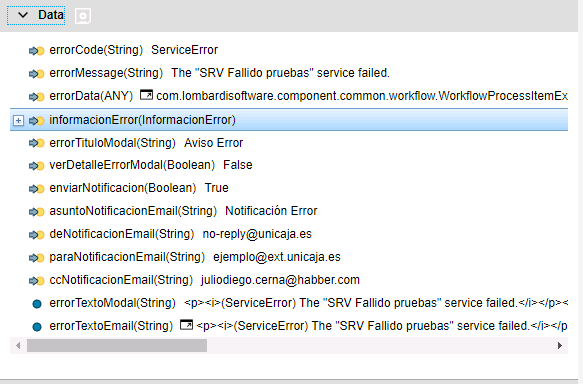 Data
errorCode(String) ServiceError
errorMessage(String) The "SRV Fallido pruebas" service failed.
errorData(ANY) com.lombardisoftware.component.common.workflow.WorkflowProcessItemEx
informacionError(InformacionError)
errorTituloModal(String) Aviso Error
verDetalleErrorModal(Boolean) False
enviarNotificacion(Boolean) True
asuntoNotificacionEmail(String) Notificación Error
deNotificacionEmail(String) no-reply@unicaja.es
paraNotificacionEmail(String) ejemplo@ext.unicaja.es
ccNotificacionEmail(String) juliodiego.cerna@habber.com
errorTextoModal(String) <p><i>(ServiceError) The "SRV Fallido pruebas" service failed.</i></p><
errorTextoEmail(String) <p><i>(ServiceError) The "SRV Fallido pruebas" service failed.</i></p